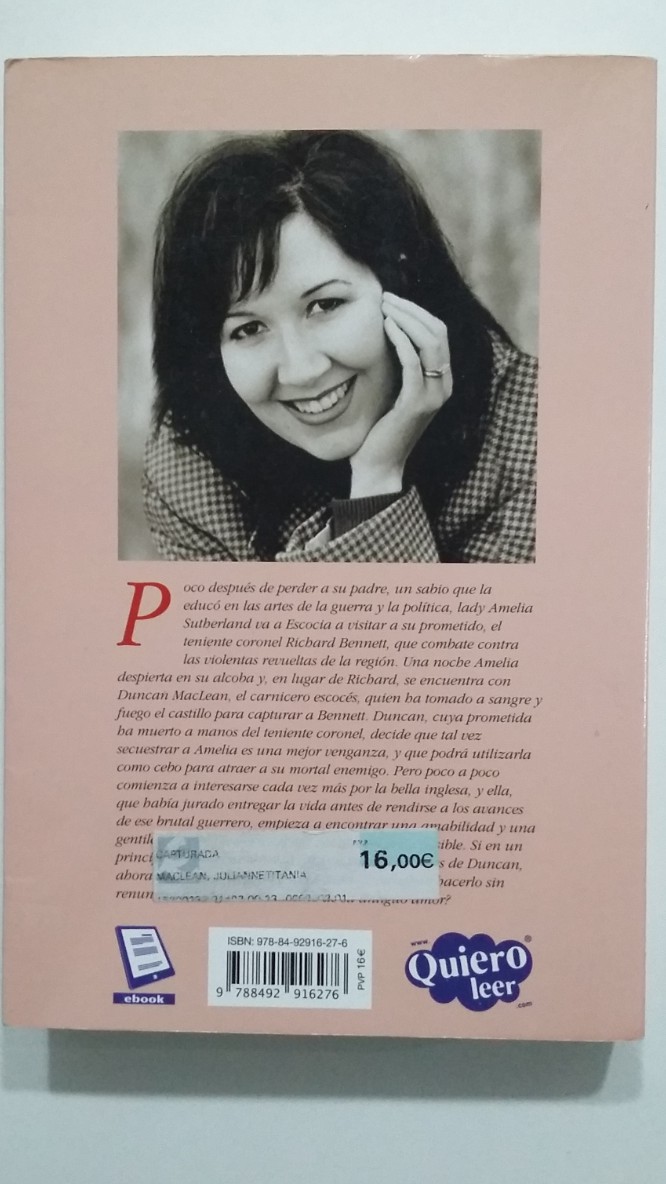 Poco después de perder a su padre, un sabio que la
educó en las artes de la guerra y la política, lady Amelia
Sutherland va a Escocia a visitar a su prometido, el
teniente coronel Richard Bennett, que combate contra
las violentas revueltas de la región. Una noche Amelia
despierta en su alcoba y, en lugar de Richard, se encuentra con
Duncan MacLean, el carnicero escocés, quien ha tomado a sangre y
fuego el castillo para capturar a Bennett. Duncan, cuya prometida
ha muerto a manos del teniente coronel, decide que tal vez
secuestrar a Amelia es una mejor venganza, y que podrá utilizarla
como cebo para atraer a su mortal enemigo. Pero poco a poco
comienza a interesarse cada vez más por la bella inglesa, y ella,
que había jurado entregar la vida antes de rendirse a los avances
de ese brutal guerrero, empieza a encontrar una amabilidad y una
Si en un
de Duncan,
ahora
hacerlo sin
amor?
CAPTURADA
P.V.P.
16,00€
MACLEAN, JULIANNETITANIA
ebook
ISBN: 978-84-92916-27-6
9 788492 916276
PVP 16€
www.
Quiero
leer
.com